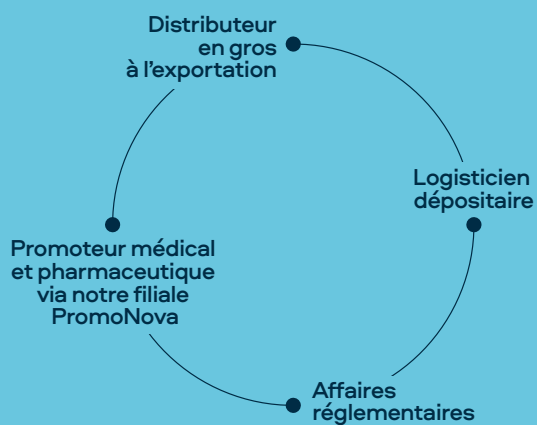 Distributeur
en gros
à l’exportation
Logisticien
dépositaire
Promoteur médical
et pharmaceutique
via notre filiale
PromoNova
Affaires
réglementaires